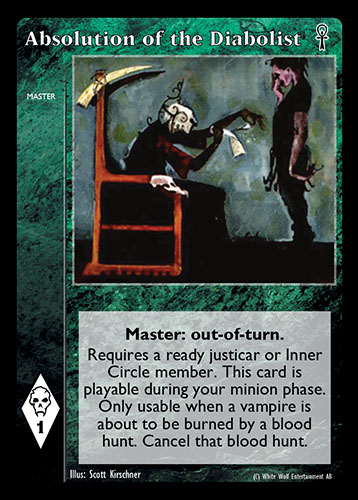 Absolution of the Diabolist
MASTER
Master: out-of-turn.
Requires a ready justicar or Inner
Circle member. This card is
playable during your minion phase.
Only usable when a vampire is
about to be burned by a blood
hunt. Cancel that blood hunt.
1
Illus: Scott Kirschner
(C) White Wolf Entertainment AB